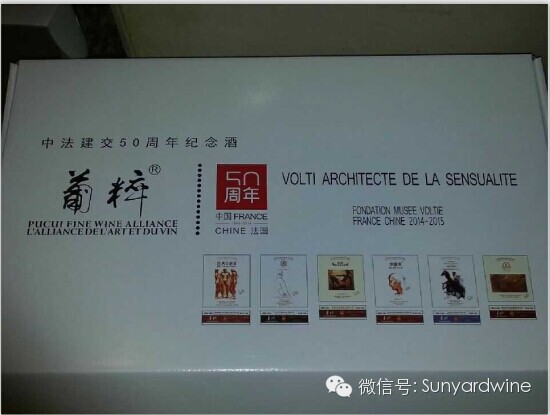 中法建交50周年纪念酒
葡粹®
PUCUI FINE WINE ALLIANCE
L'ALLIANCE DE L'ART ET DU VIN
50
周年
中国 FRANCE
CHINE 法国
VOLTI ARCHITECTE DE LA SENSUALITE
FONDATION MUSEE VOLTIE
FRANCE CHINE 2014-2015
微信号: Sunyardwine